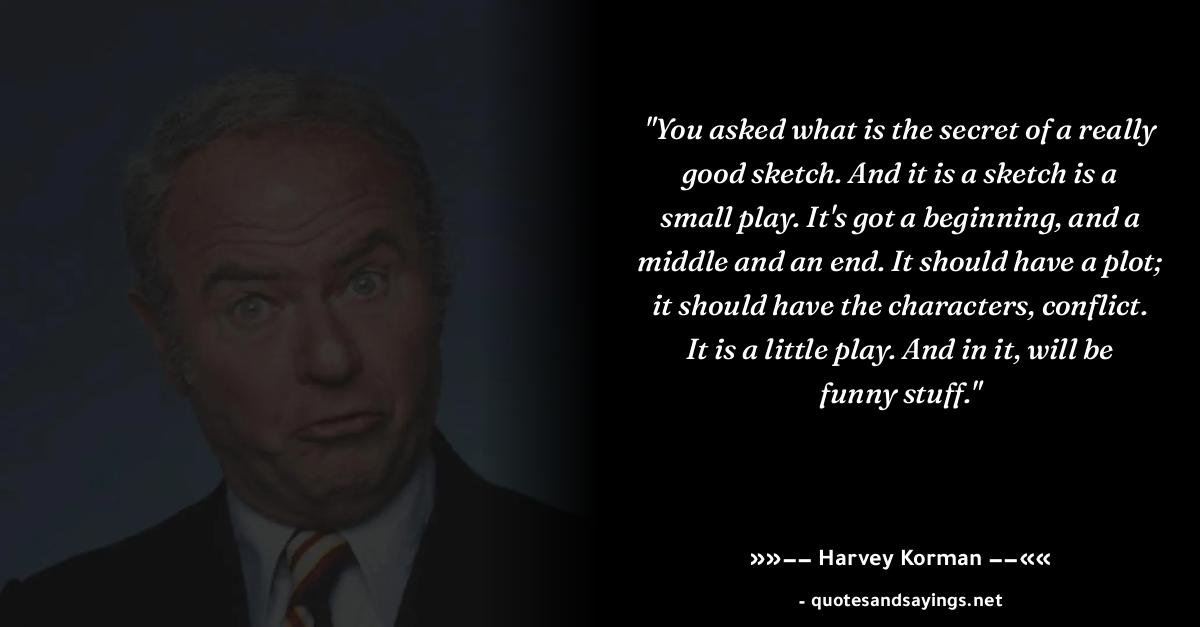 "You asked what is the secret of a really
good sketch. And it is a sketch is a
small play. It's got a beginning, and a
middle and an end. It should have a plot;
it should have the characters, conflict.
It is a little play. And in it, will be
funny stuff."
»»−− Harvey Korman −−««
- quotesandsayings.net